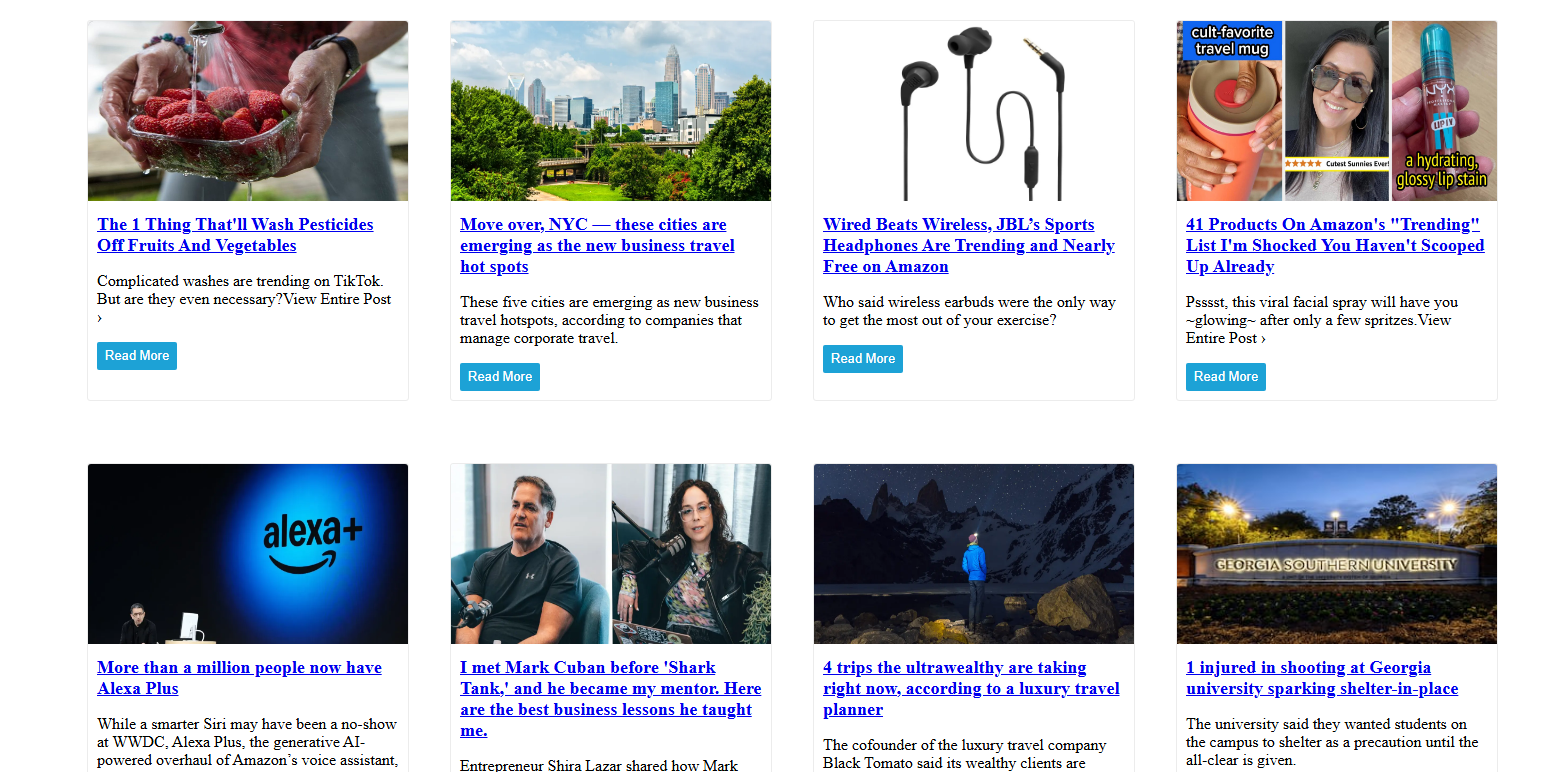 cult-favorite
travel mug
NYX
LIP IV
Cutest Sunnies Ever!
a hydrating,
glossy lip stain
The 1 Thing That'll Wash Pesticides
Off Fruits And Vegetables
Complicated washes are trending on TikTok.
But are they even necessary?View Entire Post
›
Read More
Move over, NYC — these cities are
emerging as the new business travel
hot spots
These five cities are emerging as new business
travel hotspots, according to companies that
manage corporate travel.
Read More
Wired Beats Wireless, JBL’s Sports
Headphones Are Trending and Nearly
Free on Amazon
Who said wireless earbuds were the only way
to get the most out of your exercise?
Read More
41 Products On Amazon's "Trending"
List I'm Shocked You Haven't Scooped
Up Already
Psssst, this viral facial spray will have you
~glowing~ after only a few spritzes.View
Entire Post ›
Read More
alexa+
More than a million people now have
Alexa Plus
While a smarter Siri may have been a no-show
at WWDC, Alexa Plus, the generative AI-
powered overhaul of Amazon’s voice assistant,
I met Mark Cuban before 'Shark
Tank,' and he became my mentor. Here
are the best business lessons he taught
me.
Entrepreneur Shira Lazar shared how Mark
4 trips the ultrawealthy are taking
right now, according to a luxury travel
planner
The cofounder of the luxury travel company
Black Tomato said its wealthy clients are
GEORGIA SOUTHERN UNIVERSITY
1 injured in shooting at Georgia
university sparking shelter-in-place
The university said they wanted students on
the campus to shelter as a precaution until the
all-clear is given.